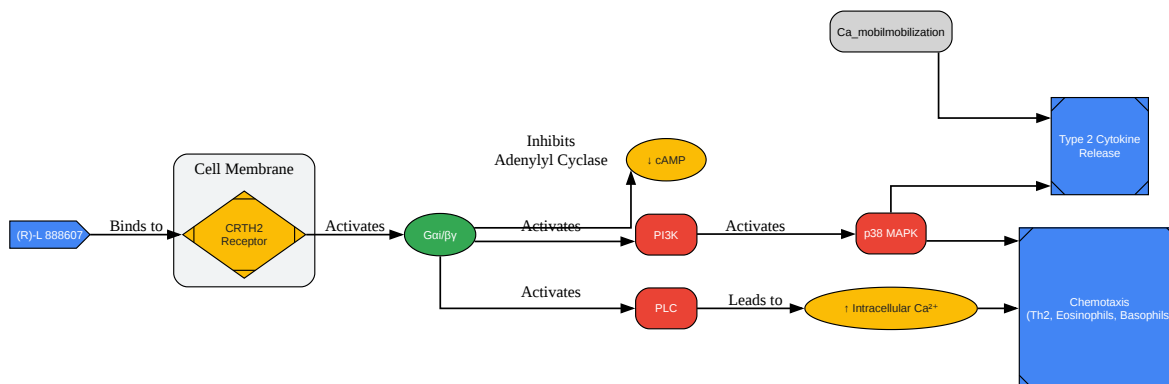 Ca_mobilmobilization
Type 2 Cytokine
Release
Inhibits
Adenylyl Cyclase
↓ cAMP
Cell Membrane
(R)-L 888607
Binds to
CRTH2
Receptor
Activates
Gαi/βγ
Activates
PI3K
Activates
p38 MAPK
Activates
PLC
Leads to
↑ Intracellular Ca²⁺
Chemotaxis
(Th2, Eosinophils, Basophils